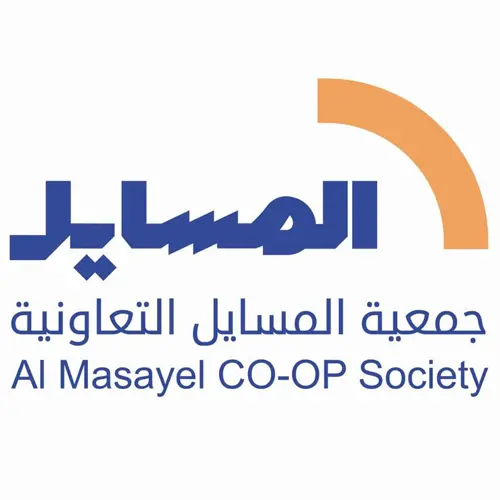 المسايل
جمعية المسايل التعاونية
Al Masayel CO-OP Society